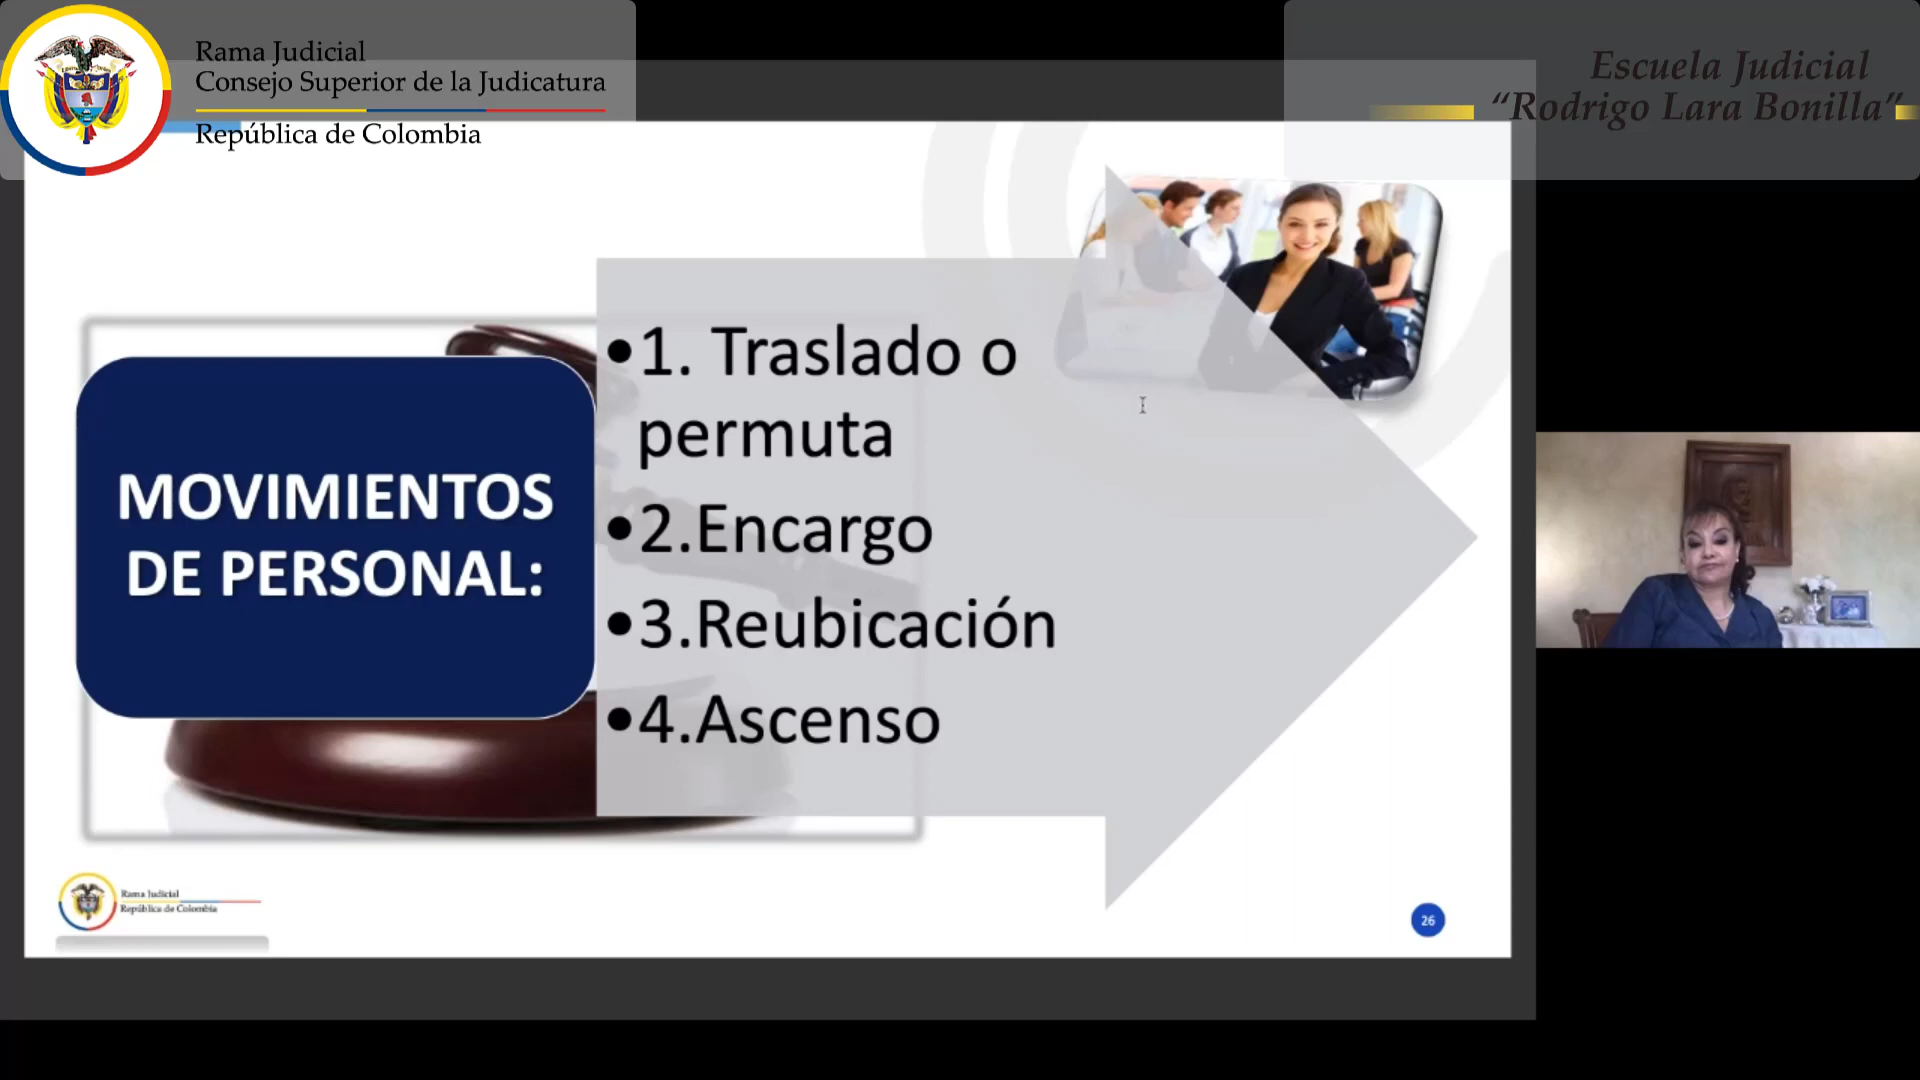 Rama Judicial
Consejo Superior de la Judicatura
República de Colombia
Escuela Judicial
“Rodrigo Lara Bonilla”
MOVIMIENTOS
DE PERSONAL:
•1. Traslado o
permuta
•2.Encargo
•3.Reubicación
•4.Ascenso
Rama Judicial
República de Colombia
26